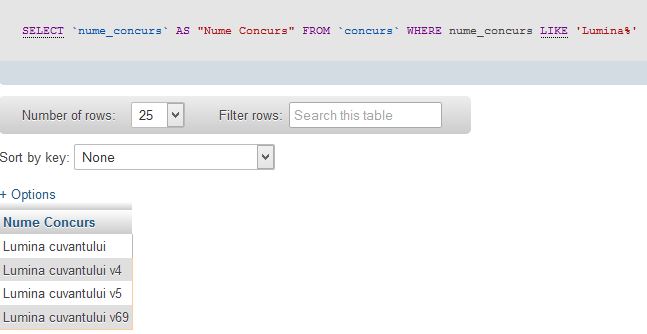 SELECT `nume_concurs` AS "Nume Concurs" FROM `concurs` WHERE nume_concurs LIKE 'Lumina%'
Number of rows: 25 Filter rows: Search this table
Sort by key: None
+ Options
Nume Concurs
Lumina cuvantului
Lumina cuvantului v4
Lumina cuvantului v5
Lumina cuvantului v69